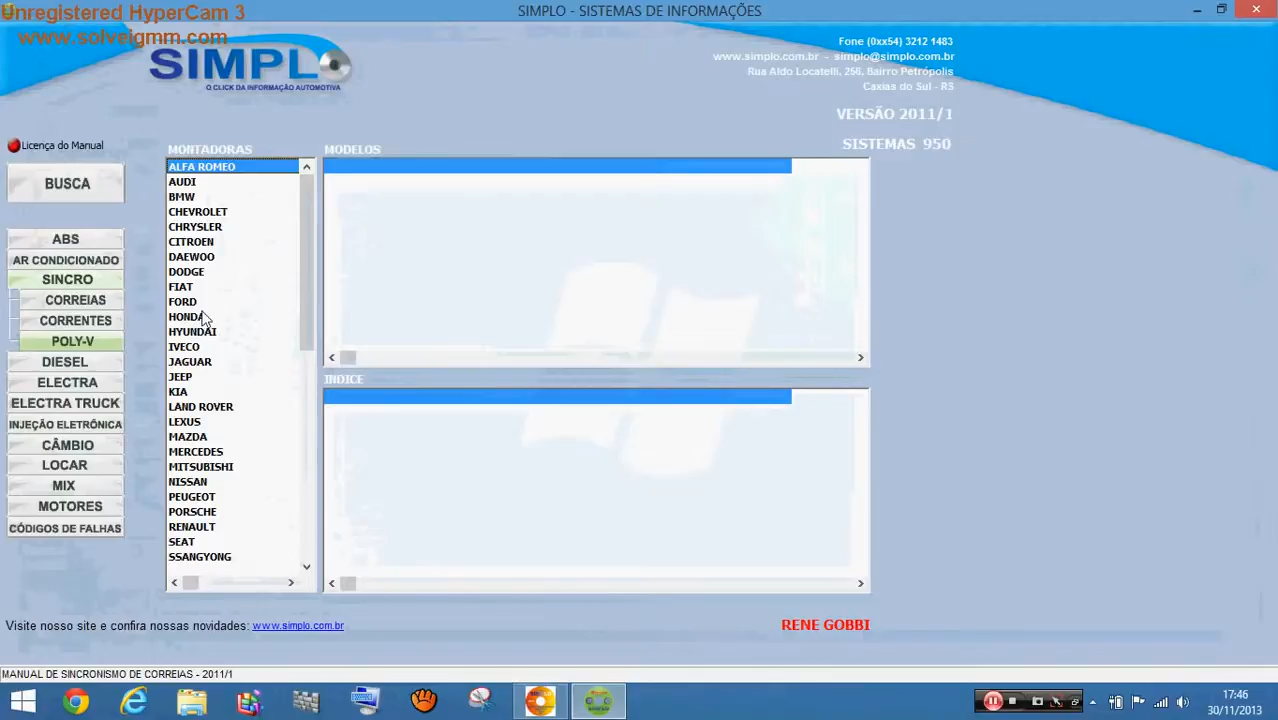 Unregistered HyperCam 3
www.solveigmm.com
SIMPLO - SISTEMAS DE INFORMAÇÕES
SIMPLO
O CLICK DA INFORMAÇÃO AUTOMOTIVA
Fone (0xx54) 3212 1483
www.simplo.com.br - simplo@simplo.com.br
Rua Aldo Locatelli, 256, Bairro Petrópolis
Caxias do Sul - RS
VERSÃO 2011/1
SISTEMAS 950
Licença do Manual
BUSCA
ABS
AR CONDICIONADO
SINCRO
CORREIAS
CORRENTES
POLY-V
DIESEL
ELECTRA
ELECTRA TRUCK
INJEÇÃO ELETRÔNICA
CÂMBIO
LOCAR
MIX
MOTORES
CÓDIGOS DE FALHAS
MONTADORAS
ALFA ROMEO
AUDI
BMW
CHEVROLET
CHRYSLER
CITROEN
DAEWOO
DODGE
FIAT
FORD
HONDA
HYUNDAI
IVECO
JAGUAR
JEEP
KIA
LAND ROVER
LEXUS
MAZDA
MERCEDES
MITSUBISHI
NISSAN
PEUGEOT
PORSCHE
RENAULT
SEAT
SSANGYONG
MODELOS
INDICE
Visite nosso site e confira nossas novidades: www.simplo.com.br
RENE GOBBI
MANUAL DE SINCRONISMO DE CORREIAS - 2011/1
17:46
30/11/2013